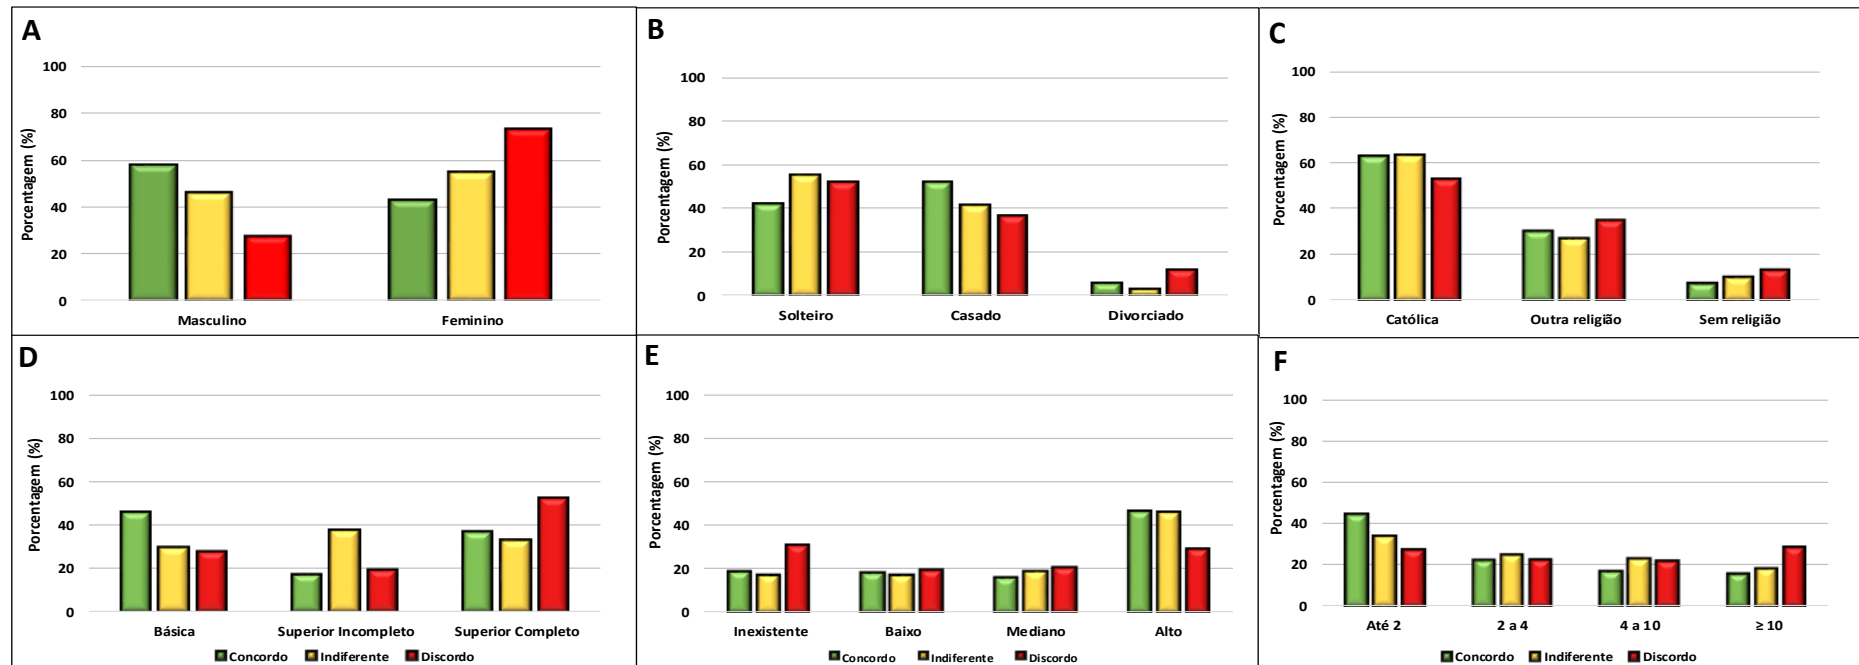 A
Porcentagem (%)
100
80
60
40
20
0
Masculino Feminino
B
Porcentagem (%)
100
80
60
40
20
0
Solteiro Casado Divorciado
C
Porcentagem (%)
100
80
60
40
20
0
Católica Outra religião Sem religião
D
Porcentagem (%)
100
80
60
40
20
0
Básica Superior Incompleto Superior Completo
Concordo Indiferente Discordo
E
Porcentagem (%)
100
80
60
40
20
0
Inexistente Baixo Mediano Alto
Concordo Indiferente Discordo
F
Porcentagem (%)
100
80
60
40
20
0
Até 2 2 a 4 4 a 10 ≥ 10
Concordo Indiferente Discordo